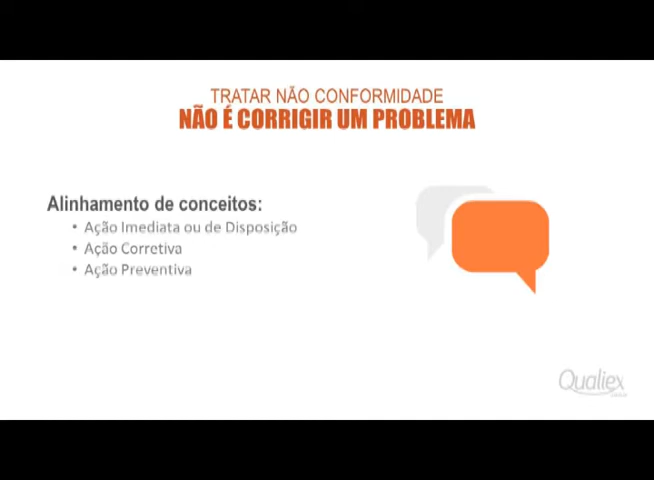 TRATAR NÃO CONFORMIDADE
NÃO É CORRIGIR UM PROBLEMA
Alinhamento de conceitos:
• Ação Imediata ou de Disposição
• Ação Corretiva
• Ação Preventiva
Qualiex